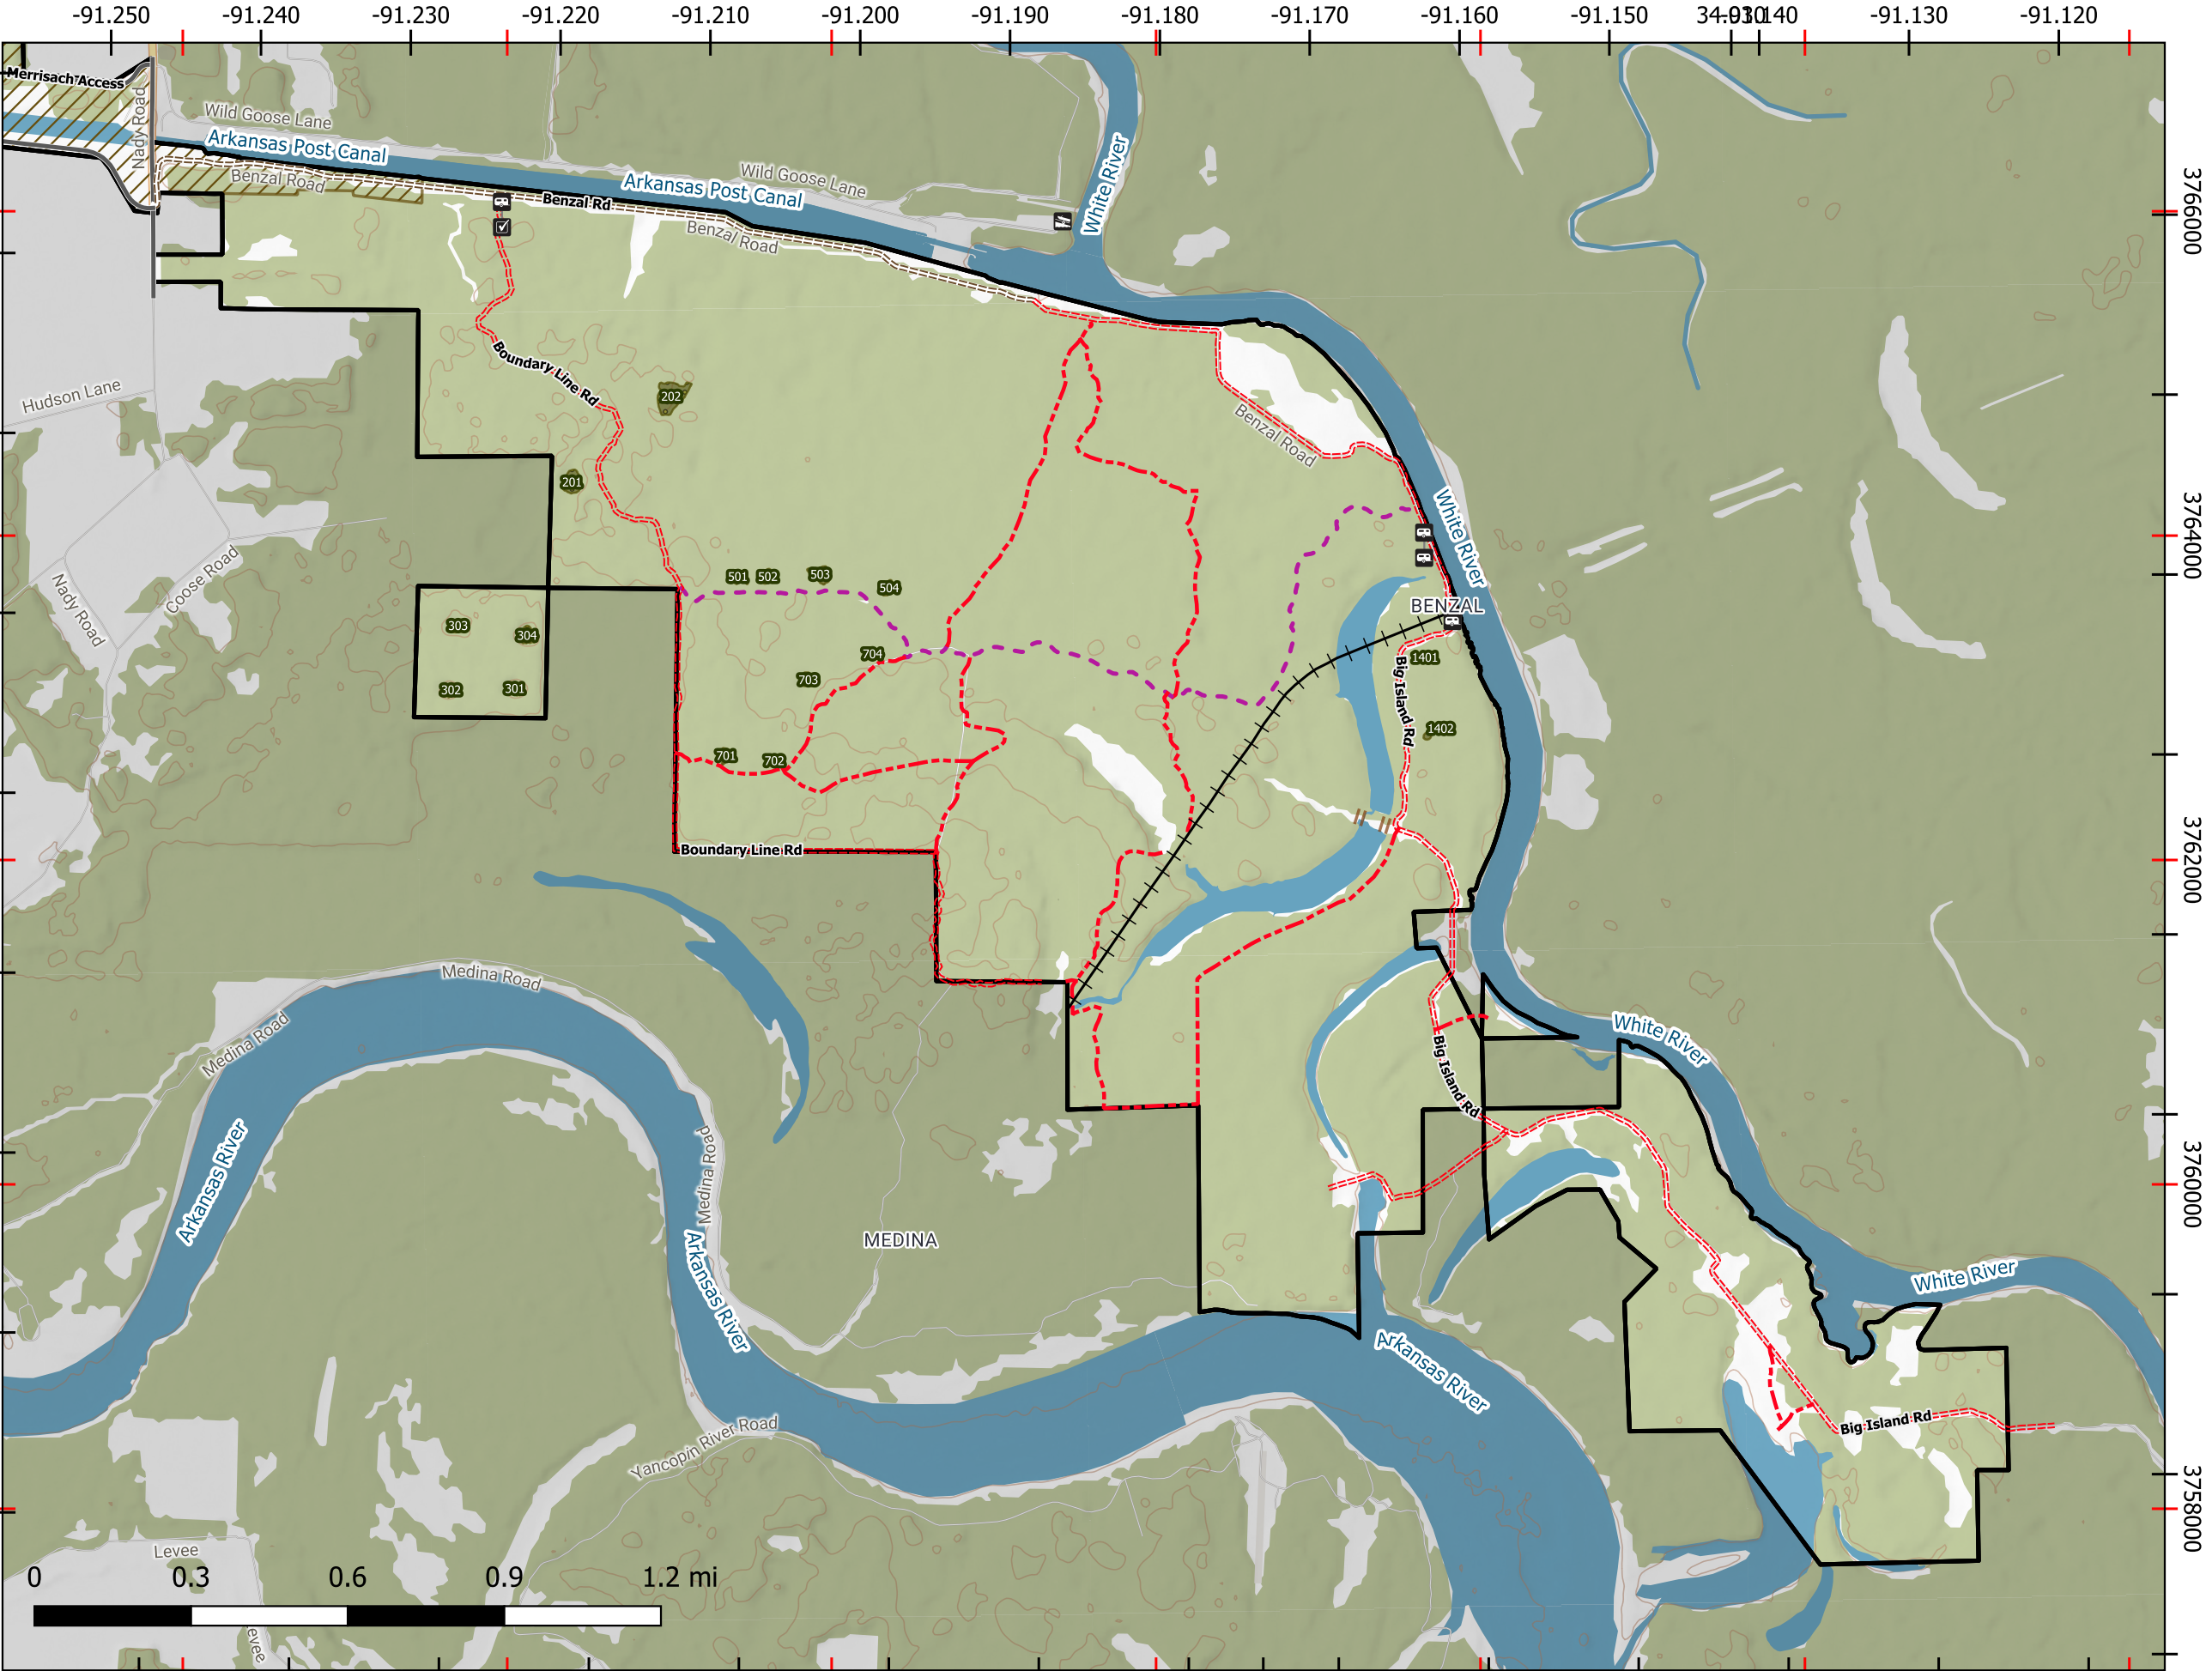 -91.250 -91.240 -91.230 -91.220 -91.210 -91.200 -91.190 -91.180 -91.170 -91.160 -91.150 -91.140 -91.130 -91.120
Merrisach Access
Nady Road
Wild Goose Lane
Arkansas Post Canal
Benzal Road
Wild Goose Lane
Arkansas Post Canal
Benzal Rd
Benzal Road
White River
3766000
Boundary Line Rd
Hudson Lane
202
Benzal Road
201
White River
3764000
Coose Road
Nady Road
501
502
503
504
BENZAL
303
304
302
301
704
703
1401
Big Island Rd
1402
701
702
Boundary Line Rd
3762000
Medina Road
Medina Road
White River
Big Island Rd
Arkansas River
Medina Road
3760000
MEDINA
Arkansas River
White River
Arkansas River
Big Island Rd
Yancopin River Road
3758000
Levee
Levee
0 0.3 0.6 0.9 1.2 mi